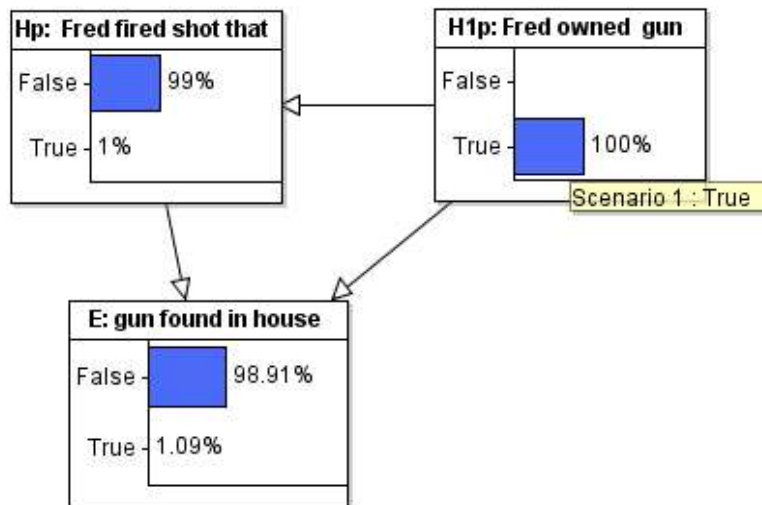 Hp: Fred fired shot that
False
99%
True
1%
H1p: Fred owned gun
False
True
100%
Scenario 1 : True
E: gun found in house
False
98.91%
True
1.09%